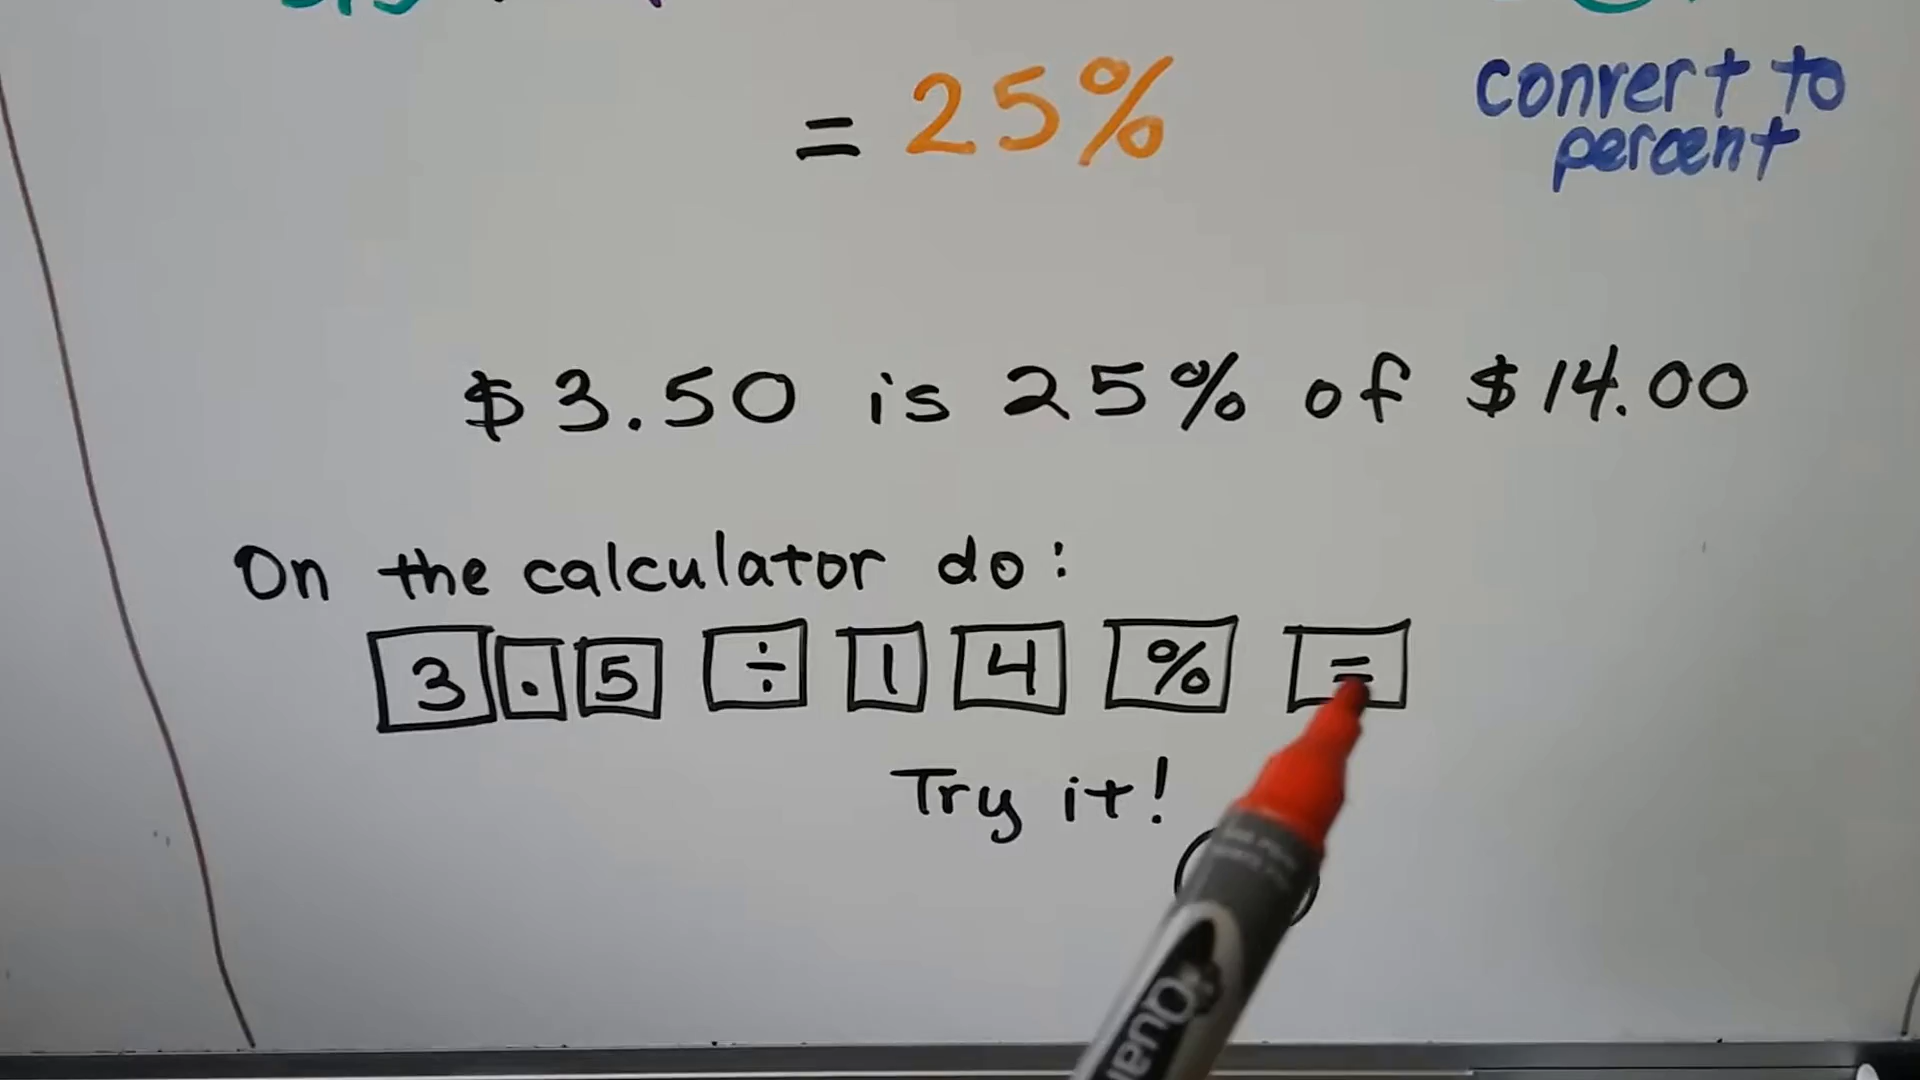 = 25%
convert to
percent
$3.50 is 25% of $14.00
On the calculator do:
3 . 5 ÷ 1 4 % =
Try it!